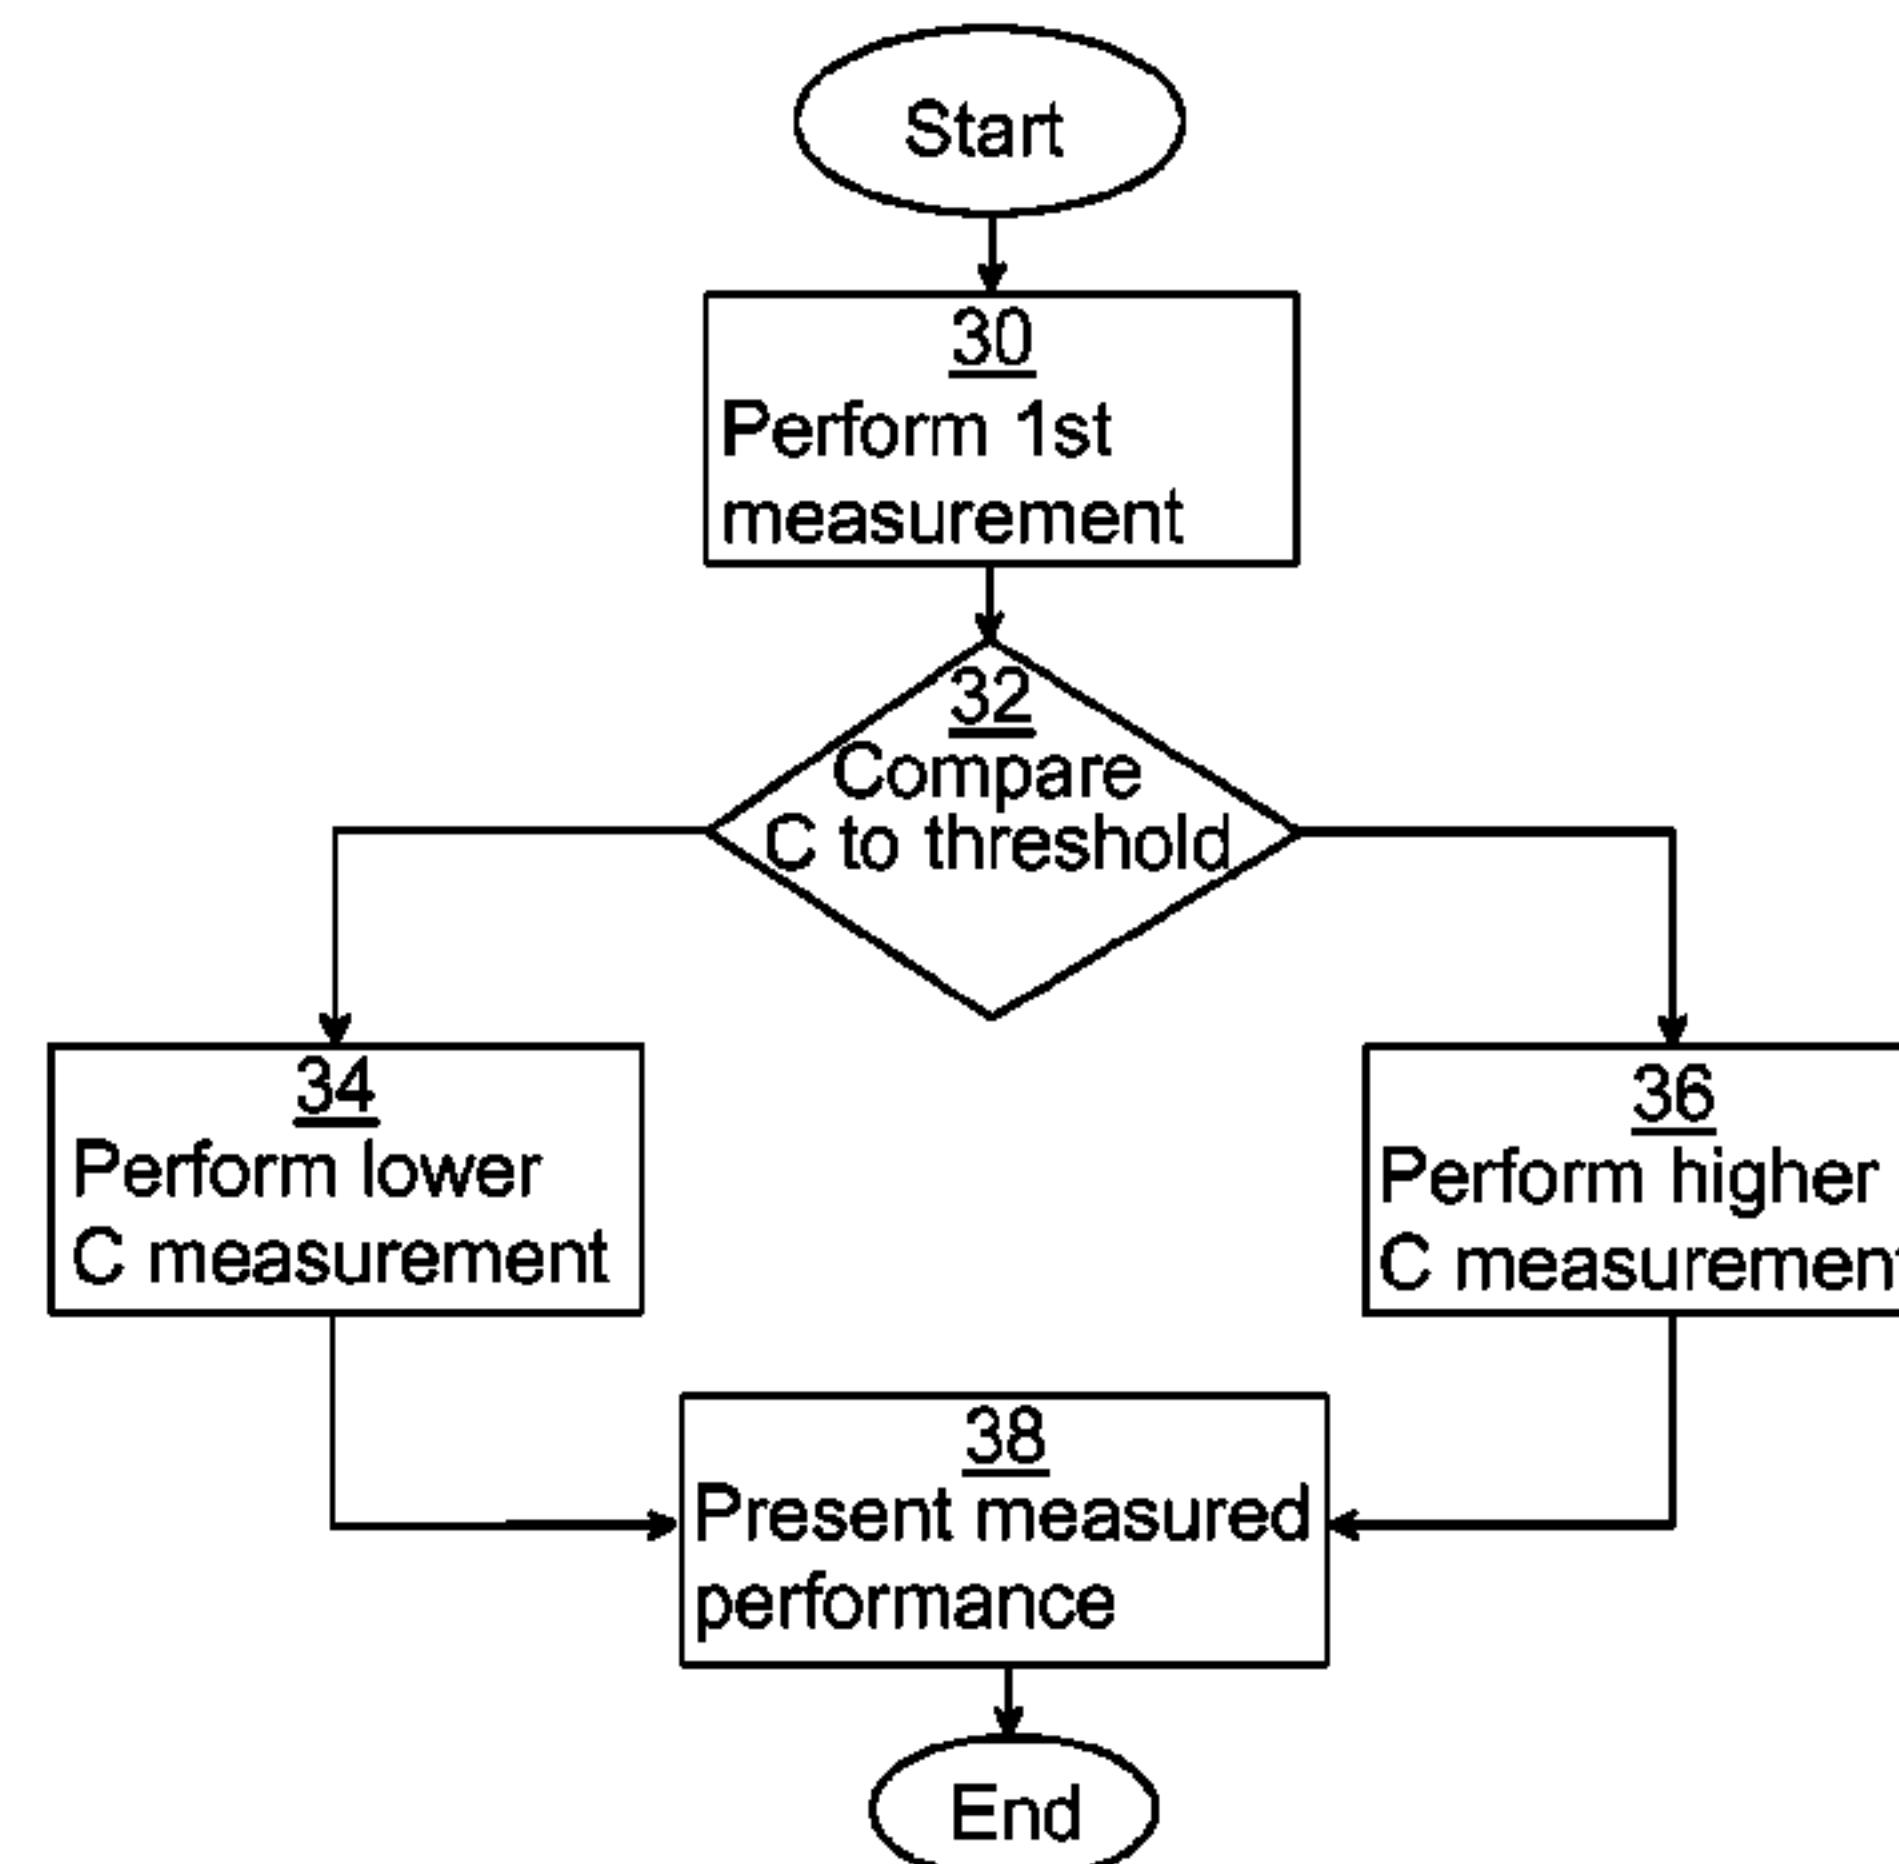 Start
30
Perform 1st
measurement
32
Compare
C to threshold
34
Perform lower
C measurement
36
Perform higher
C measurement
38
Present measured
performance
End